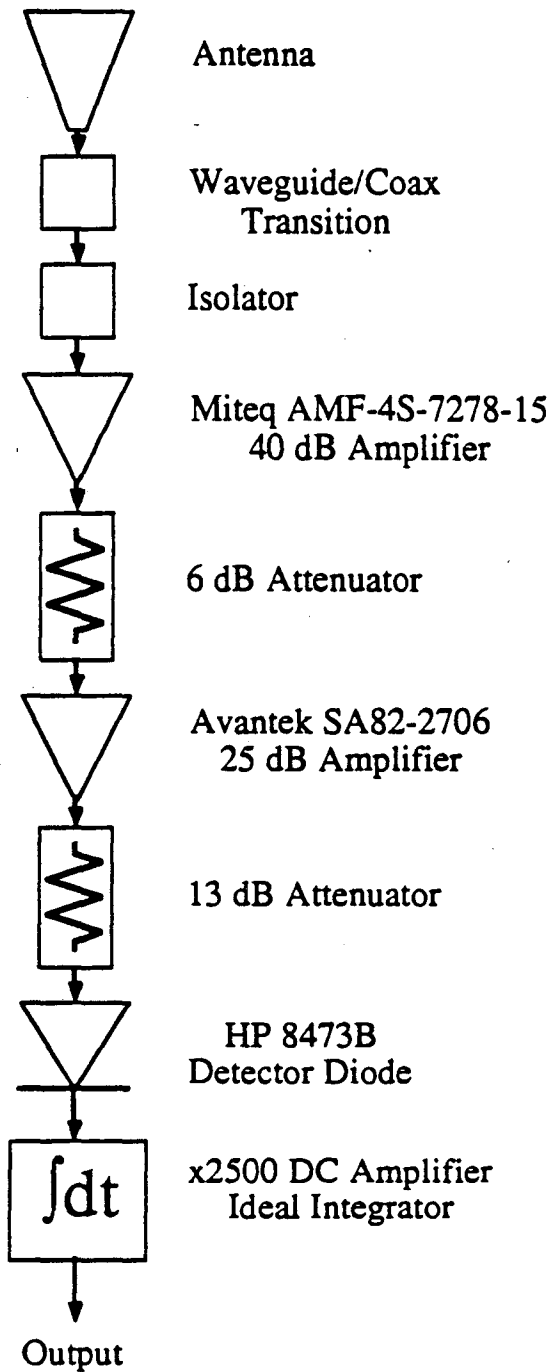 Antenna
Waveguide/Coax
Transition
Isolator
Miteq AMF-4S-7278-15
40 dB Amplifier
6 dB Attenuator
Avantek SA82-2706
25 dB Amplifier
13 dB Attenuator
HP 8473B
Detector Diode
∫dt
x2500 DC Amplifier
Ideal Integrator
Output